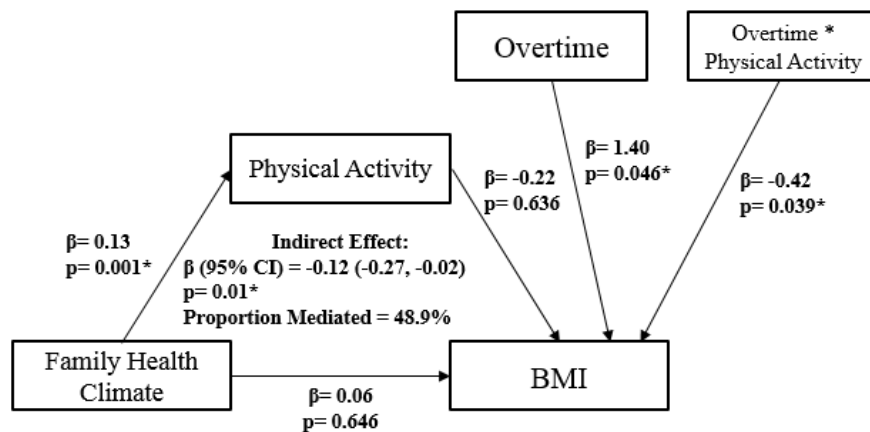 Overtime
Overtime *
Physical Activity
Physical Activity
β= 1.40
p= 0.046*
β= -0.22
p= 0.636
β= -0.42
p= 0.039*
β= 0.13
p= 0.001*
Indirect Effect:
β (95% CI) = -0.12 (-0.27, -0.02)
p= 0.01*
Proportion Mediated = 48.9%
Family Health
Climate
BMI
β= 0.06
p= 0.646